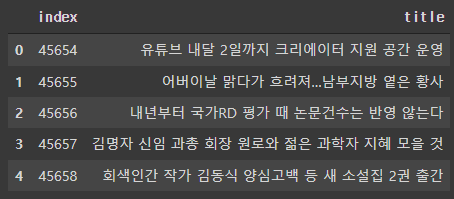 index title
0 45654 유튜브 내달 2일까지 크리에이터 지원 공간 운영
1 45655 어버이날 맑다가 흐려져...남부지방 옅은 황사
2 45656 내년부터 국가RD 평가 때 논문건수는 반영 않는다
3 45657 김명자 신임 과총 회장 원로와 젊은 과학자 지혜 모을 것
4 45658 회색인간 작가 김동식 양심고백 등 새 소설집 2권 출간